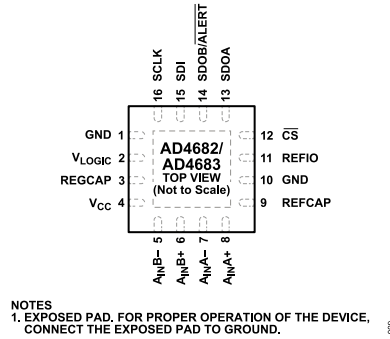 16 SCLK
15 SDI
14 SDOB/ALERT
13 SDOA
GND 1
VLOGIC 2
REGCAP 3
VCC 4
AD4682/
AD4683
TOP VIEW
(Not to Scale)
12 CS
11 REFIO
10 GND
9 REFCAP
AINB– 5
AINB+ 6
AINA– 7
AINA+ 8
NOTES
1. EXPOSED PAD. FOR PROPER OPERATION OF THE DEVICE,
CONNECT THE EXPOSED PAD TO GROUND.